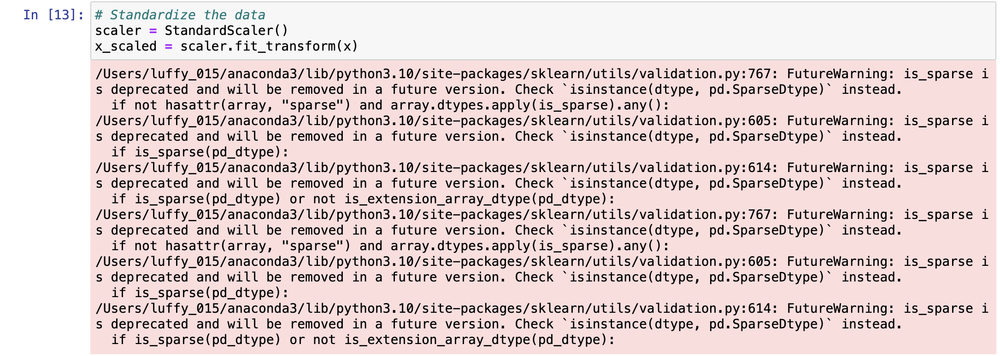 In [13]: # Standardize the data
scaler = StandardScaler()
x_scaled = scaler.fit_transform(x)
/Users/luffy_015/anaconda3/lib/python3.10/site-packages/sklearn/utils/validation.py:767: FutureWarning: is_sparse i
s deprecated and will be removed in a future version. Check `isinstance(dtype, pd.SparseDtype)` instead.
  if not hasattr(array, "sparse") and array.dtypes.apply(is_sparse).any():
/Users/luffy_015/anaconda3/lib/python3.10/site-packages/sklearn/utils/validation.py:605: FutureWarning: is_sparse i
s deprecated and will be removed in a future version. Check `isinstance(dtype, pd.SparseDtype)` instead.
  if is_sparse(pd_dtype):
/Users/luffy_015/anaconda3/lib/python3.10/site-packages/sklearn/utils/validation.py:614: FutureWarning: is_sparse i
s deprecated and will be removed in a future version. Check `isinstance(dtype, pd.SparseDtype)` instead.
  if is_sparse(pd_dtype) or not is_extension_array_dtype(pd_dtype):
/Users/luffy_015/anaconda3/lib/python3.10/site-packages/sklearn/utils/validation.py:767: FutureWarning: is_sparse i
s deprecated and will be removed in a future version. Check `isinstance(dtype, pd.SparseDtype)` instead.
  if not hasattr(array, "sparse") and array.dtypes.apply(is_sparse).any():
/Users/luffy_015/anaconda3/lib/python3.10/site-packages/sklearn/utils/validation.py:605: FutureWarning: is_sparse i
s deprecated and will be removed in a future version. Check `isinstance(dtype, pd.SparseDtype)` instead.
  if is_sparse(pd_dtype):
/Users/luffy_015/anaconda3/lib/python3.10/site-packages/sklearn/utils/validation.py:614: FutureWarning: is_sparse i
s deprecated and will be removed in a future version. Check `isinstance(dtype, pd.SparseDtype)` instead.
  if is_sparse(pd_dtype) or not is_extension_array_dtype(pd_dtype):